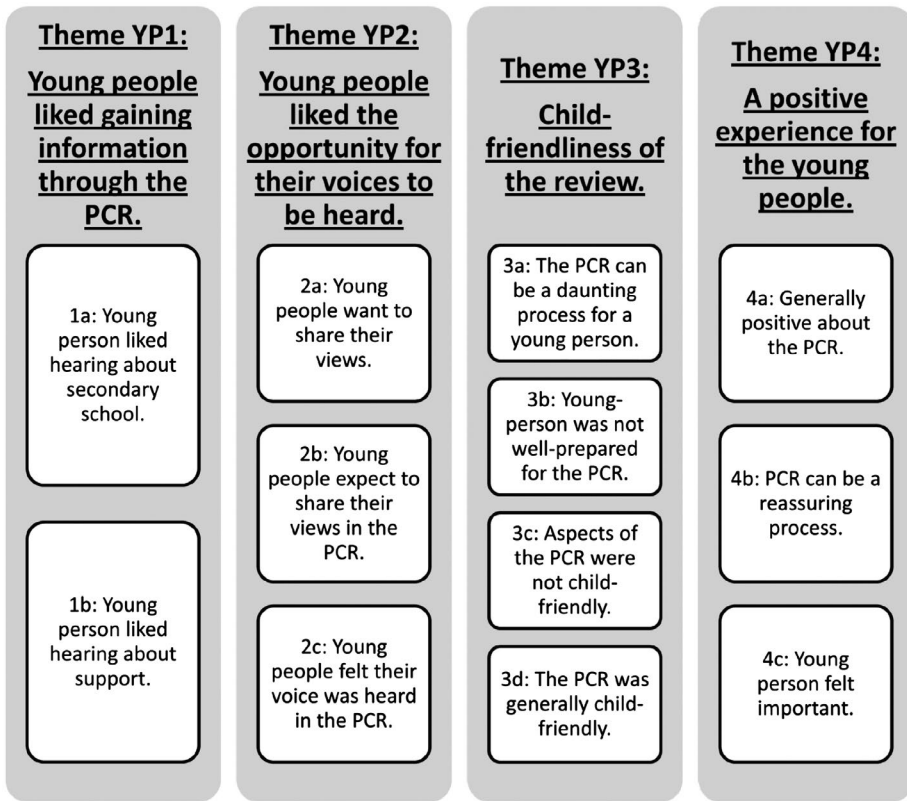 Theme YP1:
Young people
liked gaining
information
through the
PCR.
1a: Young
person liked
hearing about
secondary
school.
1b: Young
person liked
hearing about
support.
Theme YP2:
Young people
liked the
opportunity for
their voices to
be heard.
2a: Young
people want to
share their
views.
2b: Young
people expect to
share their
views in the
PCR.
2c: Young
people felt their
voice was heard
in the PCR.
Theme YP3:
Child-
friendliness of
the review.
3a: The PCR can
be a daunting
process for a
young person.
3b: Young-
person was not
well-prepared
for the PCR.
3c: Aspects of
the PCR were
not child-
friendly.
3d: The PCR was
generally child-
friendly.
Theme YP4:
A positive
experience for
the young
people.
4a: Generally
positive about
the PCR.
4b: PCR can be a
reassuring
process.
4c: Young
person felt
important.